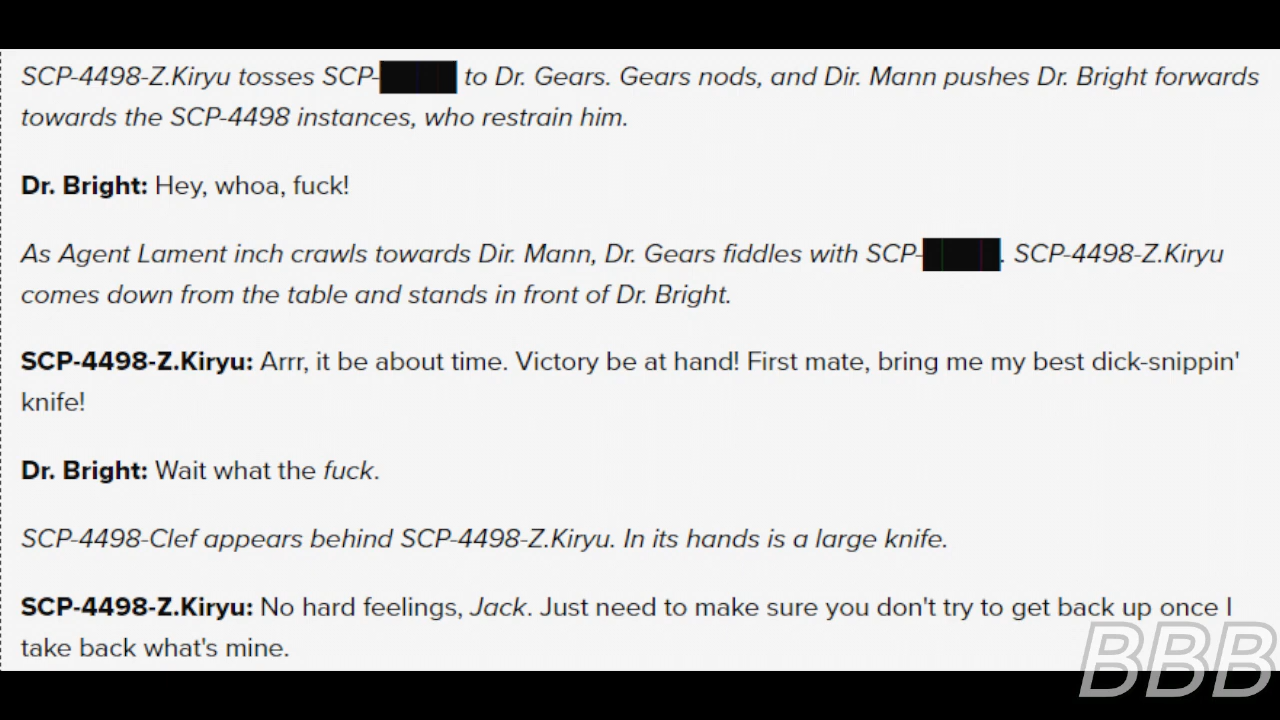 SCP-4498-Z.Kiryu tosses SCP- to Dr. Gears. Gears nods, and Dir. Mann pushes Dr. Bright forwards
towards the SCP-4498 instances, who restrain him.
Dr. Bright: Hey, whoa, fuck!
As Agent Lament inch crawls towards Dir. Mann, Dr. Gears fiddles with SCP-. SCP-4498-Z.Kiryu
comes down from the table and stands in front of Dr. Bright.
SCP-4498-Z.Kiryu: Arrr, it be about time. Victory be at hand! First mate, bring me my best dick-snippin'
knife!
Dr. Bright: Wait what the fuck.
SCP-4498-Clef appears behind SCP-4498-Z.Kiryu. In its hands is a large knife.
SCP-4498-Z.Kiryu: No hard feelings, Jack. Just need to make sure you don't try to get back up once I
take back what's mine.
BBB